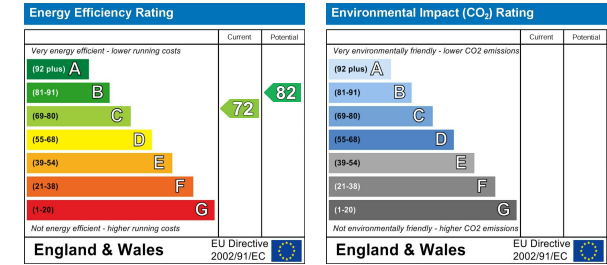 Energy Efficiency Rating
Current Potential
Very energy efficient - lower running costs
(92 plus) A
(81-91) B
82
(69-80) C
72
(55-68) D
(39-54) E
(21-38) F
(1-20) G
Not energy efficient - higher running costs
England & Wales
EU Directive
2002/91/EC
Environmental Impact (CO2) Rating
Current Potential
Very environmentally friendly - lower CO2 emissions
(92 plus) A
(81-91) B
(69-80) C
(55-68) D
(39-54) E
(21-38) F
(1-20) G
Not environmentally friendly - higher CO2 emissions
England & Wales
EU Directive
2002/91/EC